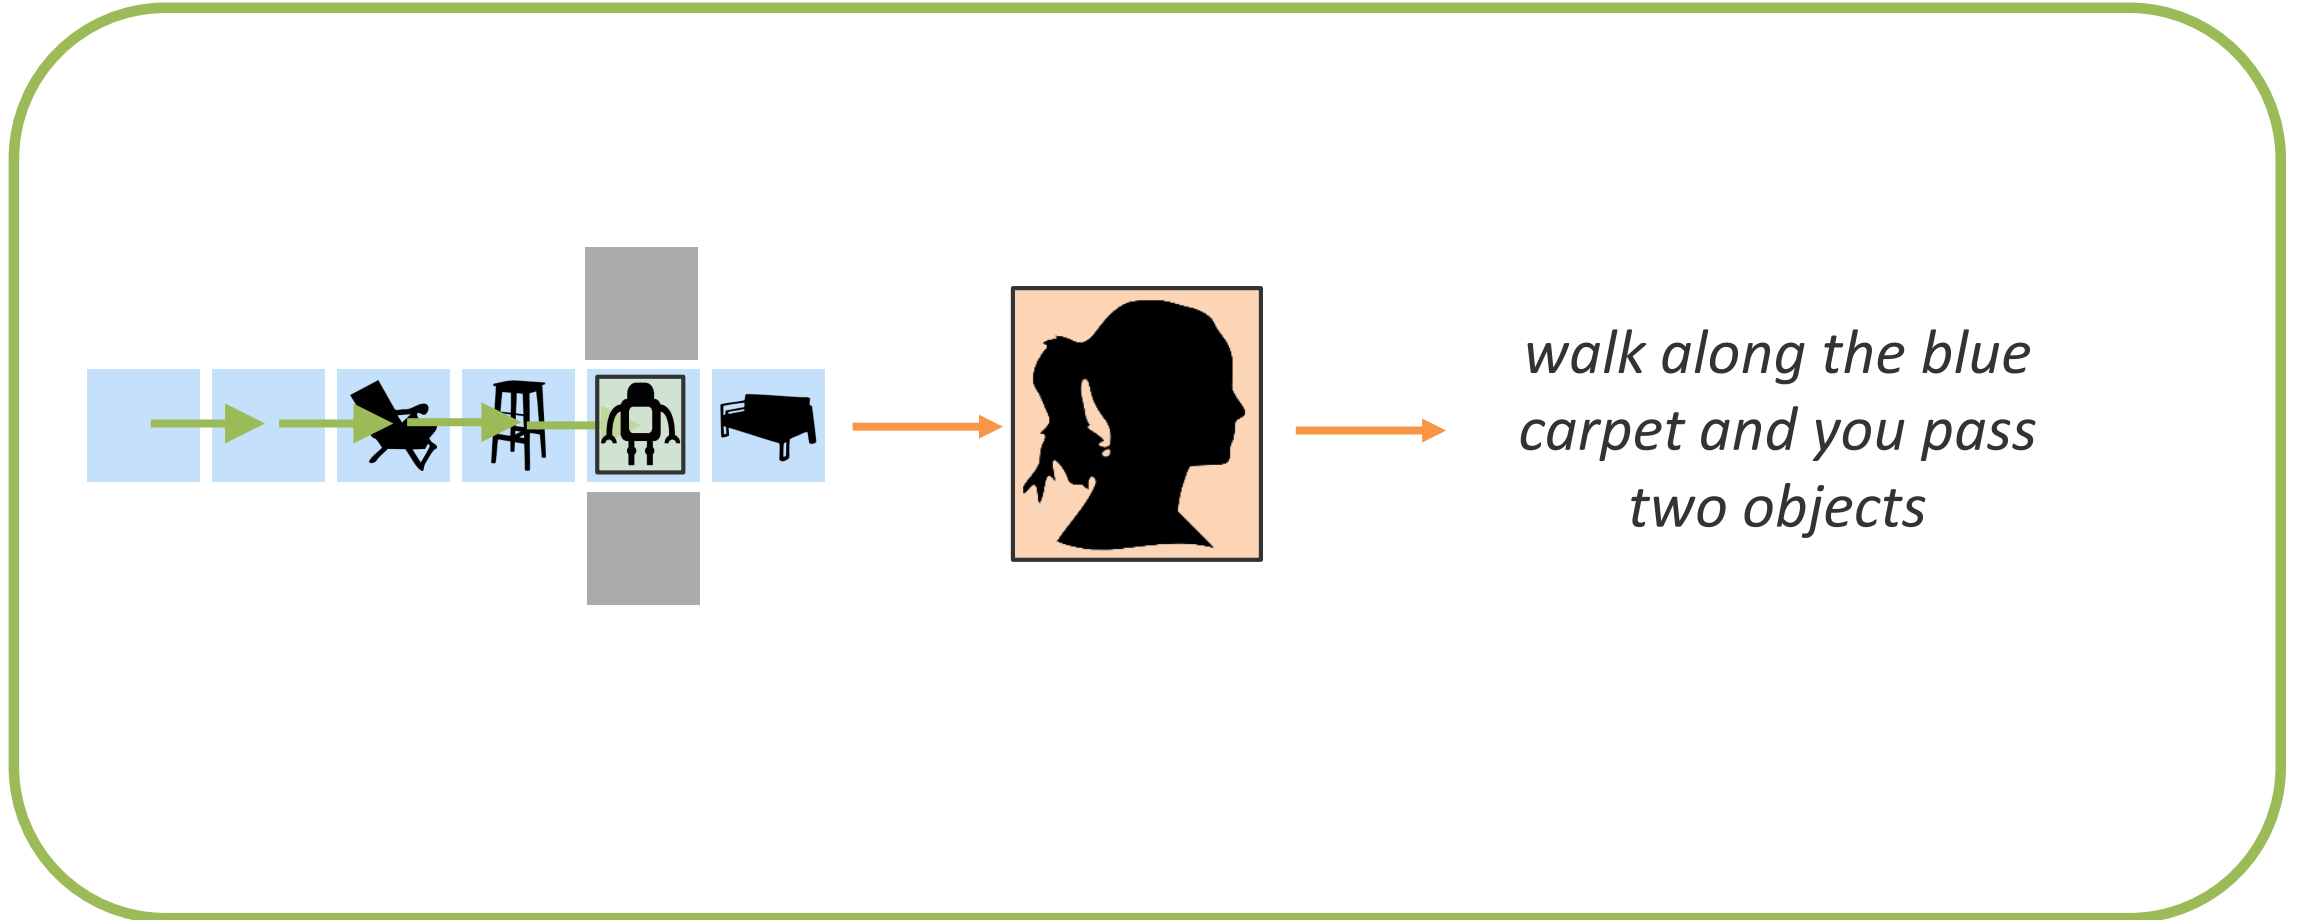 walk along the blue
carpet and you pass
two objects